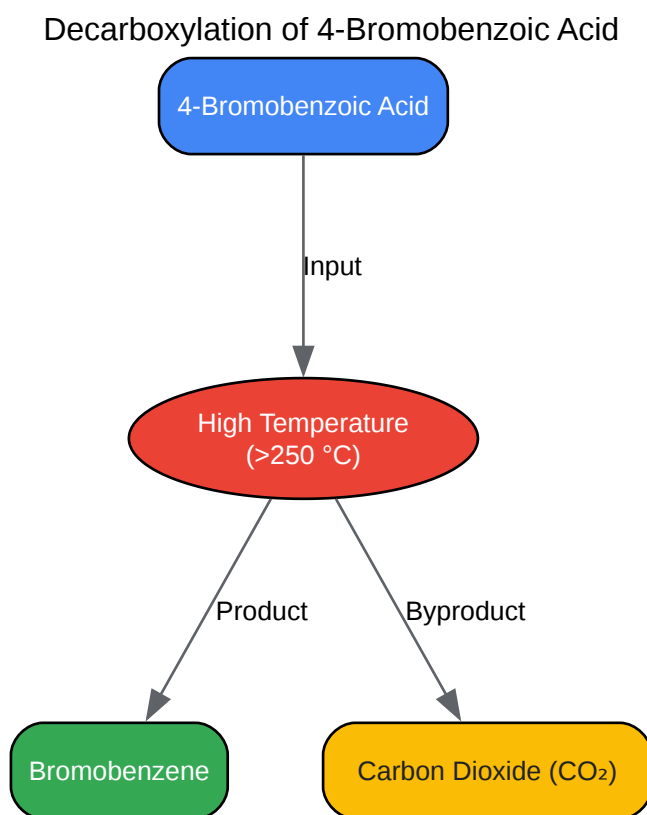 Decarboxylation of 4-Bromobenzoic Acid
4-Bromobenzoic Acid
Input
High Temperature
(>250 °C)
Product
Byproduct
Bromobenzene
Carbon Dioxide (CO₂)